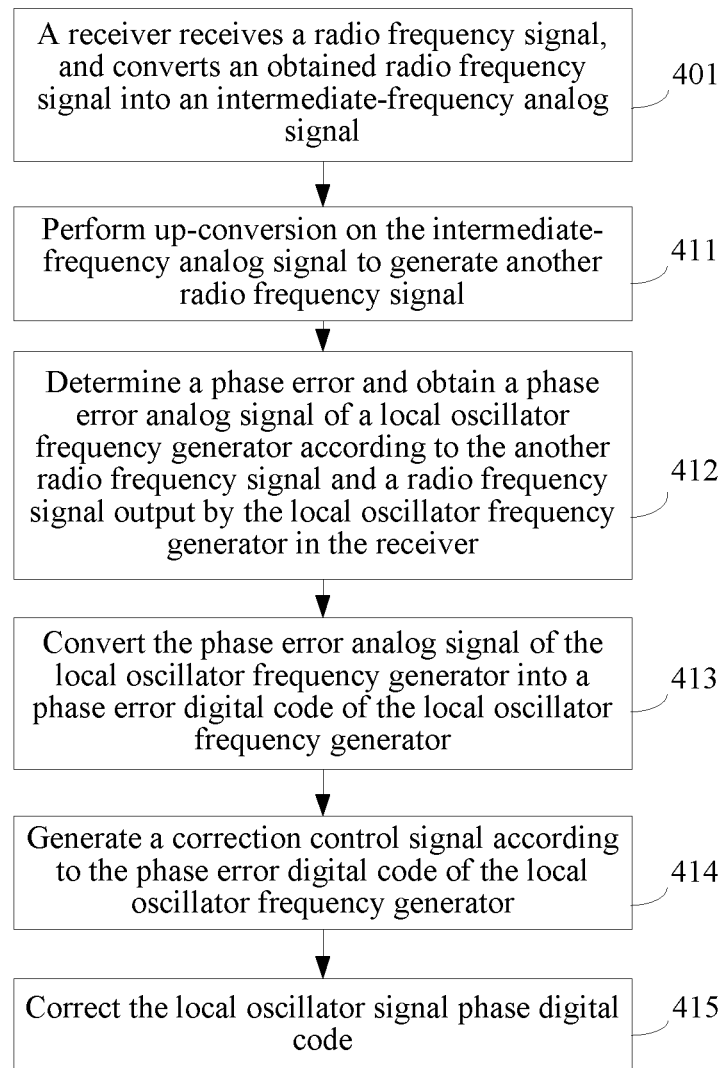 A receiver receives a radio frequency signal,
and converts an obtained radio frequency
signal into an intermediate-frequency analog
signal
401
Perform up-conversion on the intermediate-
frequency analog signal to generate another
radio frequency signal
411
Determine a phase error and obtain a phase
error analog signal of a local oscillator
frequency generator according to the another
radio frequency signal and a radio frequency
signal output by the local oscillator frequency
generator in the receiver
412
Convert the phase error analog signal of the
local oscillator frequency generator into a
phase error digital code of the local oscillator
frequency generator
413
Generate a correction control signal according
to the phase error digital code of the local
oscillator frequency generator
414
Correct the local oscillator signal phase digital
code
415